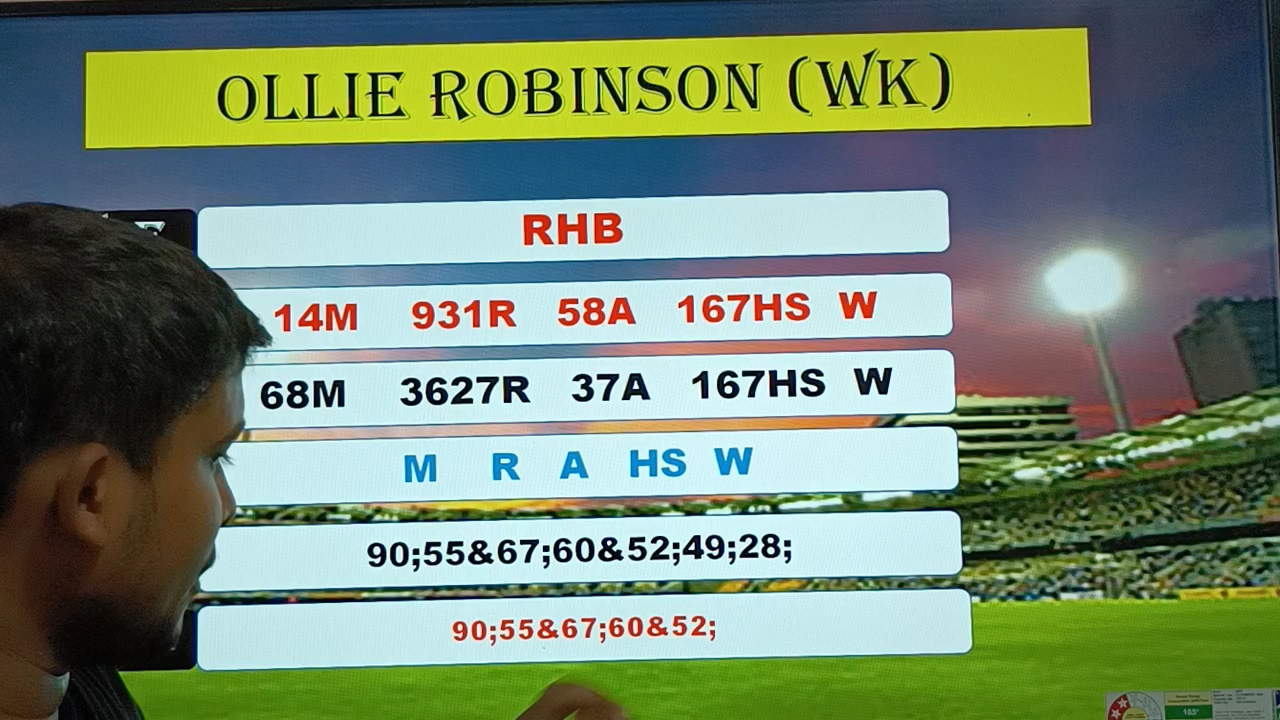 OLLIE ROBINSON (WK)
RHB
14M 931R 58A 167HS W
68M 3627R 37A 167HS W
M R A HS W
90;55&67;60&52;49;28;
90;55&67;60&52;